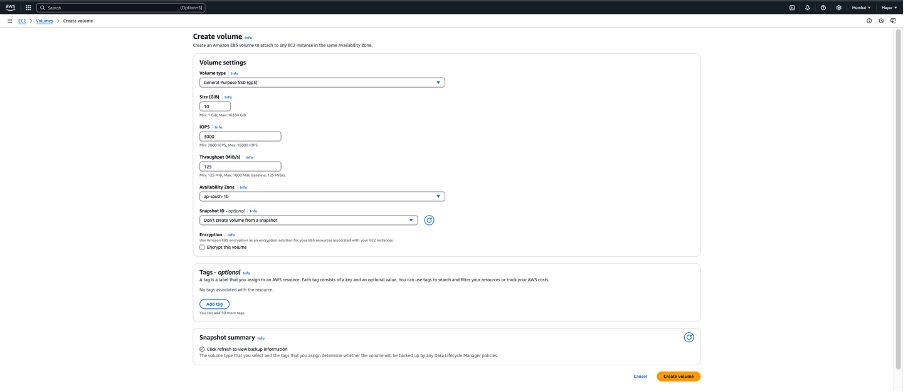 aws
Search
[Option+S]
Mumbai
Mayur
EC2 > Volumes > Create volume
Create volume Info
Create an Amazon EBS volume to attach to any EC2 instance in the same Availability Zone.
Volume settings
Volume type Info
General Purpose SSD (gp3)
Size (GiB) Info
10
Min: 1 GiB, Max: 16384 GiB.
IOPS Info
3000
Min: 3000 IOPS, Max: 16000 IOPS.
Throughput (MiB/s) Info
125
Min: 125 MiB, Max: 1000 MiB. Baseline: 125 MiB/s.
Availability Zone Info
Snapshot ID - optional Info
Don't create volume from a snapshot
Encryption Info
Use Amazon EBS encryption as an encryption solution for your EBS resources associated with your EC2 instances.
Encrypt this volume
Tags - optional Info
A tag is a label that you assign to an AWS resource. Each tag consists of a key and an optional value. You can use tags to search and filter your resources or track your AWS costs.
No tags associated with the resource.
Add tag
You can add 50 more tags.
Snapshot summary Info
Click refresh to view backup information
The volume type that you select and the tags that you assign determine whether the volume will be backed up by any Data Lifecycle Manager policies.
Cancel
Create volume